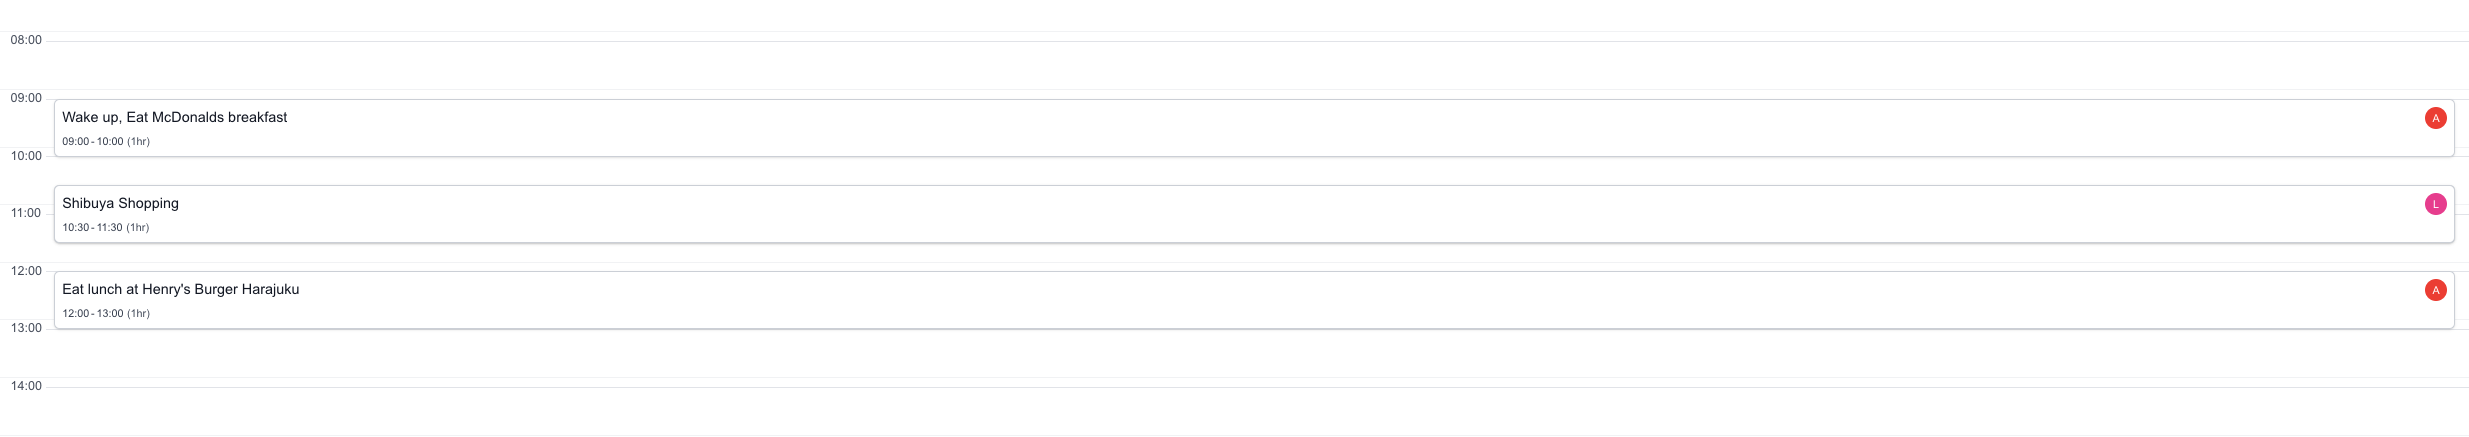 08:00
09:00
Wake up, Eat McDonalds breakfast
A
09:00 - 10:00 (1hr)
10:00
Shibuya Shopping
L
11:00
10:30 - 11:30 (1hr)
12:00
Eat lunch at Henry's Burger Harajuku
A
12:00 - 13:00 (1hr)
13:00
14:00